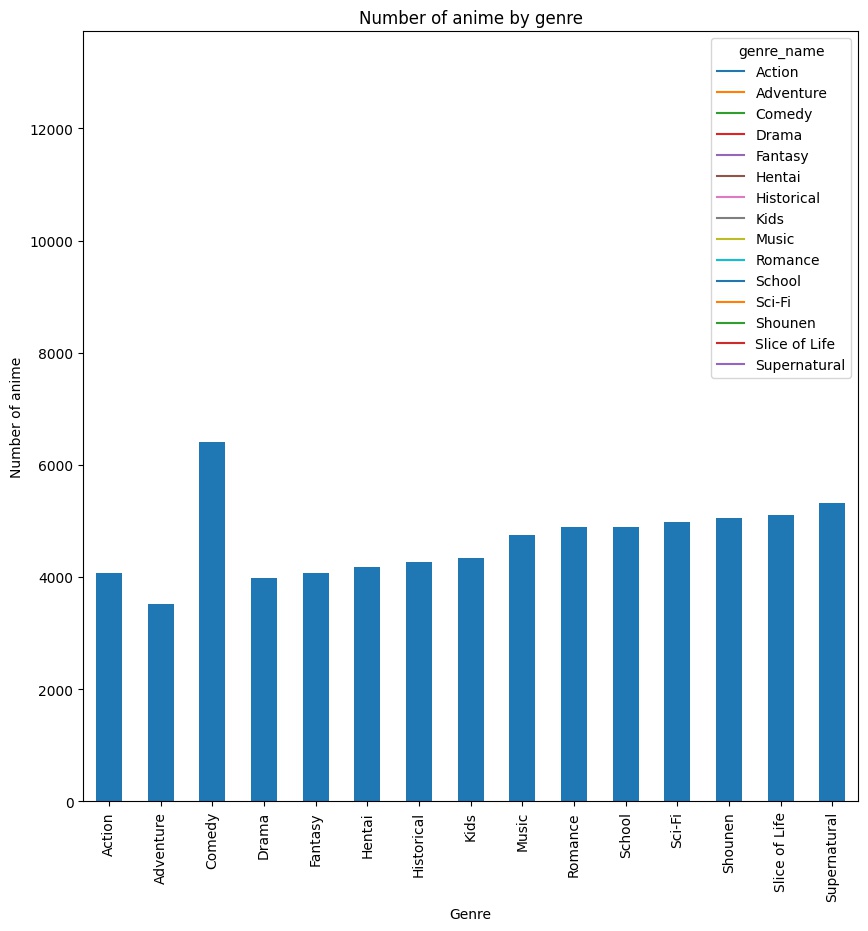 Number of anime by genre
genre_name
Action
Adventure
Comedy
Drama
Fantasy
Hentai
Historical
Kids
Music
Romance
School
Sci-Fi
Shounen
Slice of Life
Supernatural
12000
10000
8000
6000
4000
2000
0
Number of anime
Action
Adventure
Comedy
Drama
Fantasy
Hentai
Historical
Kids
Music
Romance
School
Sci-Fi
Shounen
Slice of Life
Supernatural
Genre